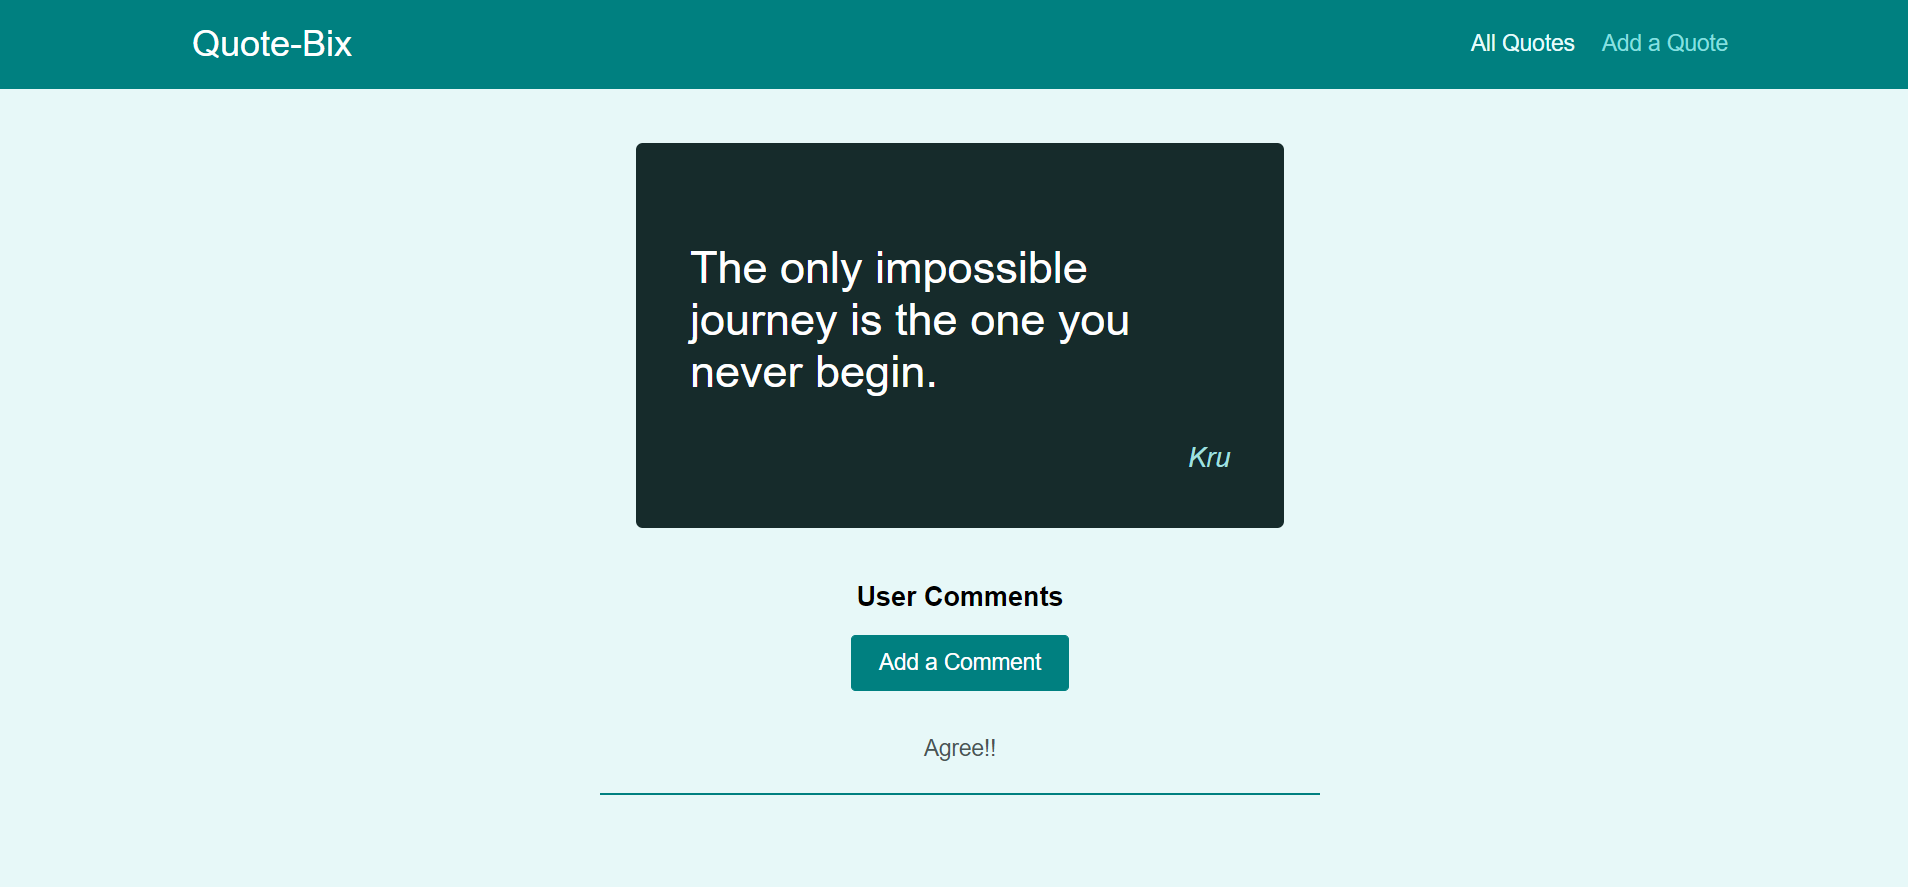 Quote-Bix
All Quotes
Add a Quote
The only impossible
journey is the one you
never begin.
Kru
User Comments
Add a Comment
Agree!!